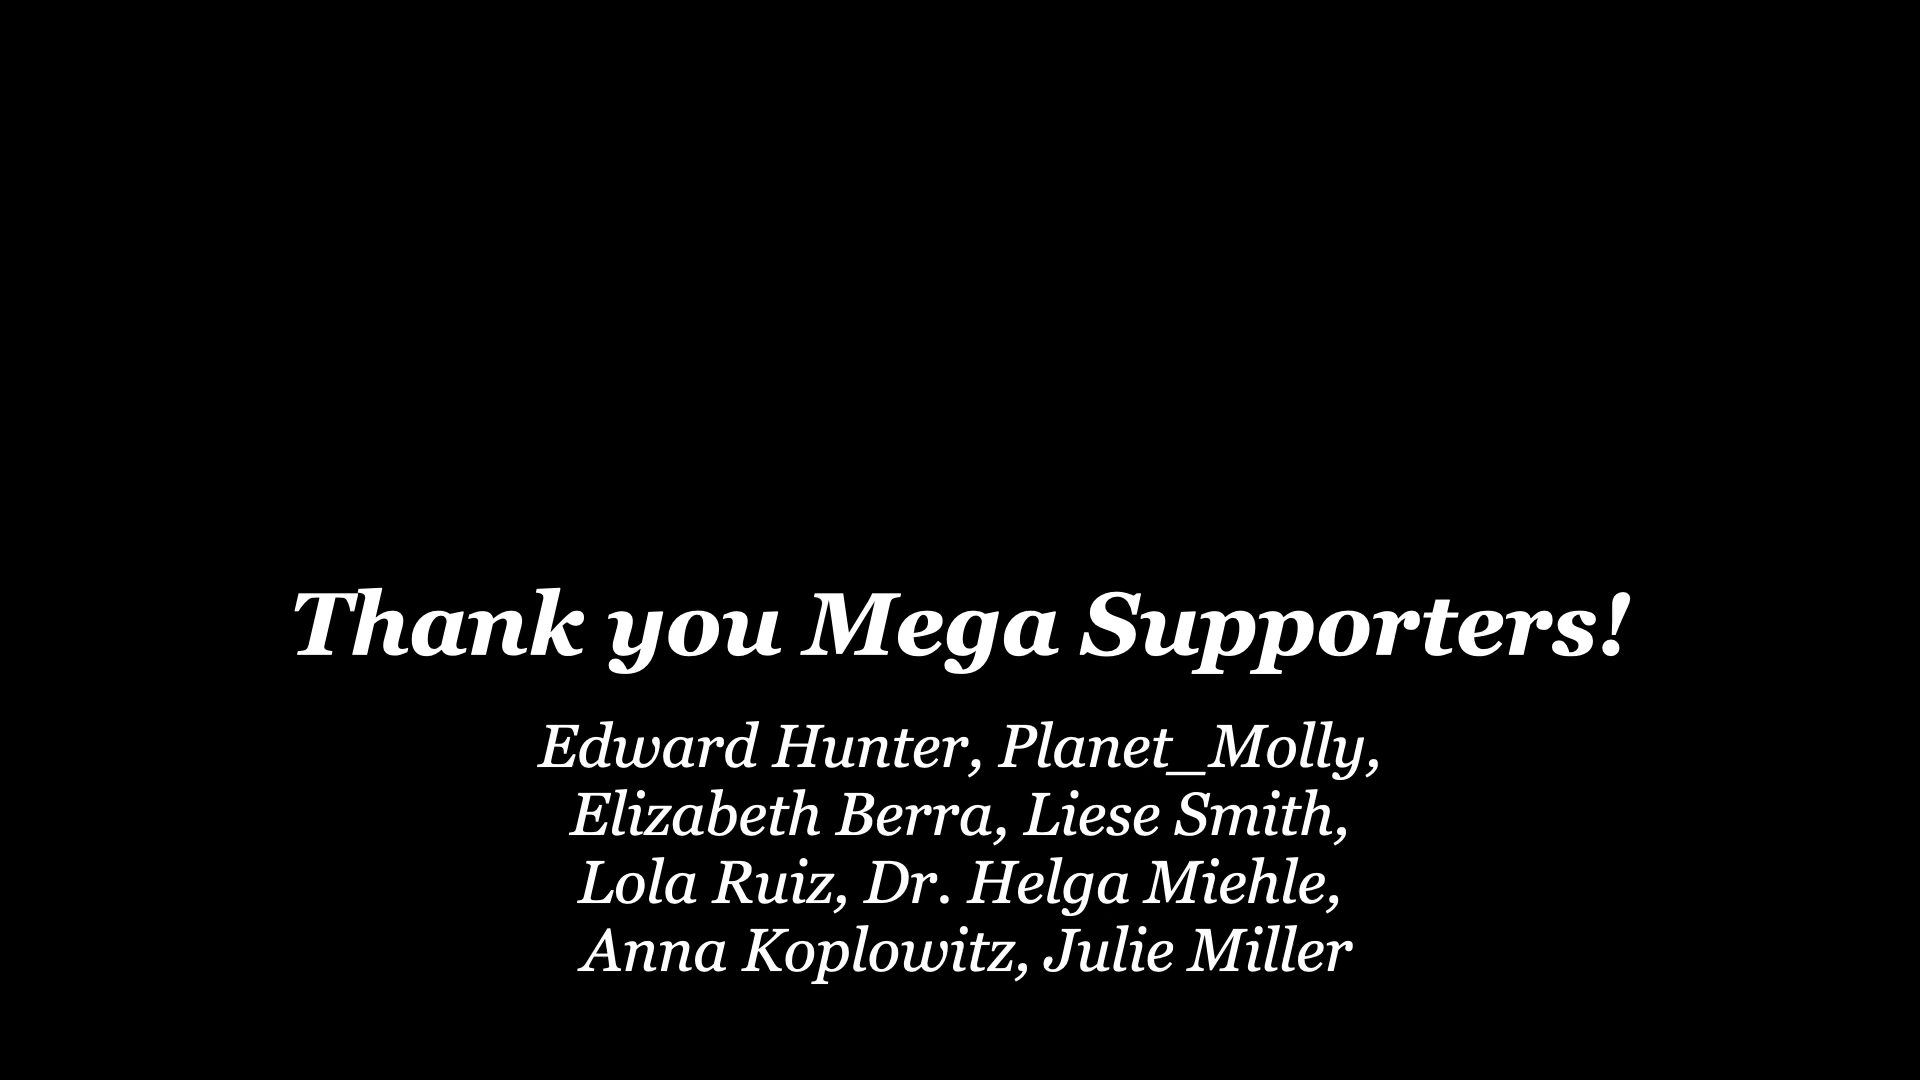 Thank you Mega Supporters!
Edward Hunter, Planet_Molly,
Elizabeth Berra, Liese Smith,
Lola Ruiz, Dr. Helga Miehle,
Anna Koplowitz, Julie Miller